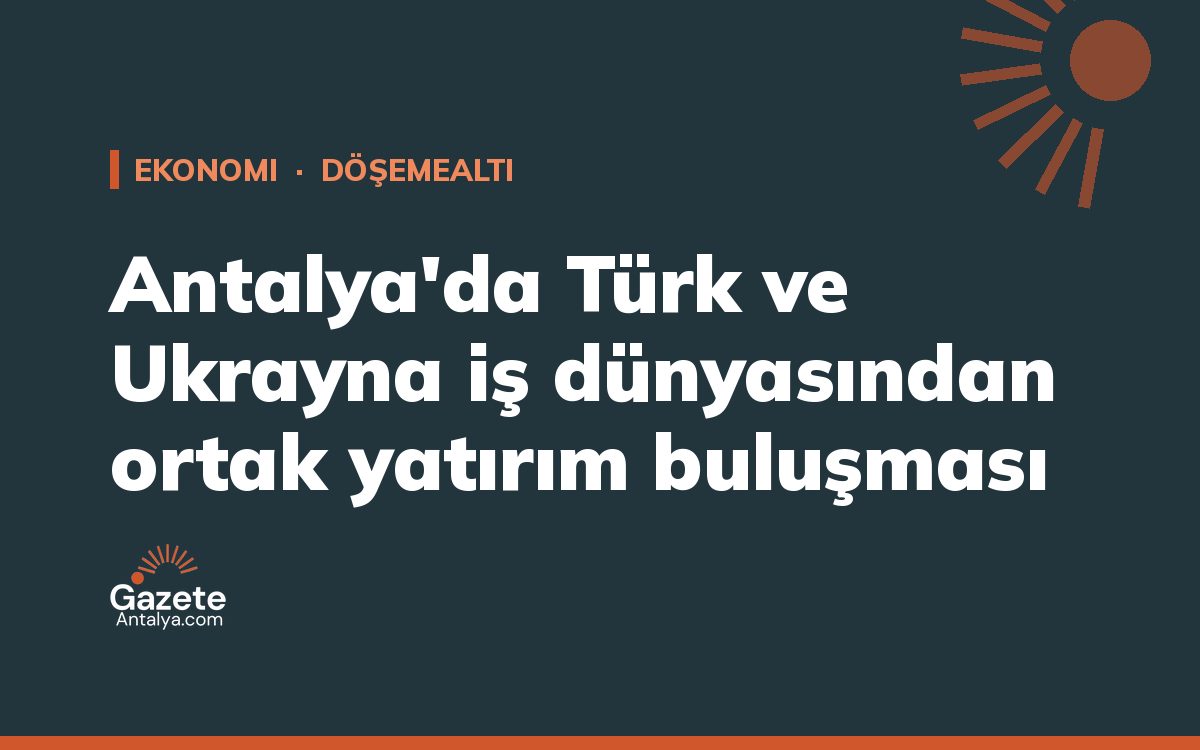 EKONOMI · DÖŞEMEALTI
Antalya'da Türk ve
Ukrayna iş dünyasından
ortak yatırım buluşması
Gazete
Antalya.com